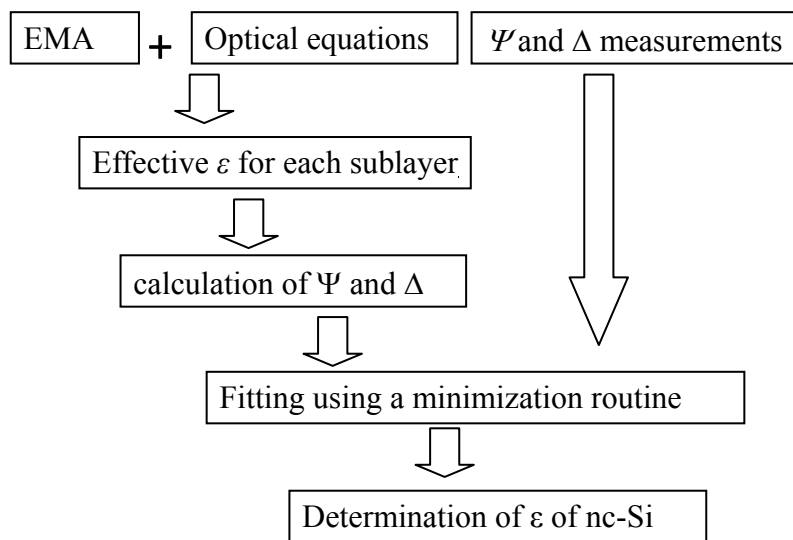 EMA + Optical equations Ψ and Δ measurements
Effective ε for each sublayer.
calculation of Ψ and Δ
Fitting using a minimization routine
Determination of ε of nc-Si